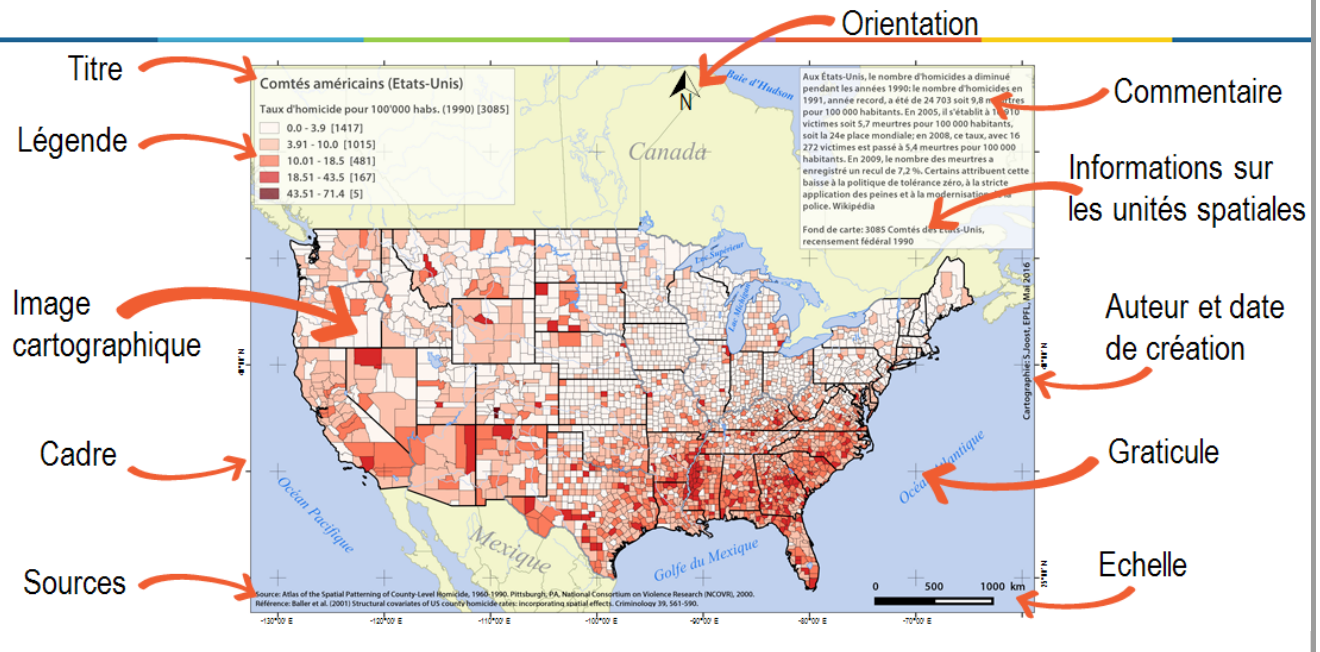 Orientation
Titre
Légende
Image
cartographique
Cadre
Sources
Commentaire
Informations sur
les unités spatiales
Auteur et date
de création
Graticule
Echelle
Comtés américains (Etats-Unis)
Taux d'homicide pour 100'000 habs. (1990) [3085]
0.0 - 3.9 [1417]
3.91 - 10.0 [1015]
10.01 - 18.5 [481]
18.51 - 43.5 [167]
43.51 - 71.4 [5]
N
Baie d'Hudson
Canada
Aux États-Unis, le nombre d'homicides a diminué
pendant les années 1990: le nombre d'homicides en
1991, année record, a été de 24 703 soit 9,8 meurtres
pour 100 000 habitants. En 2005, il s'établit à
victimes soit 5,7 meurtres pour 100 000 habitants,
soit la 24e place mondiale; en 2008, ce taux, avec 16
272 victimes est passé à 5,4 meurtres pour 100 000
habitants. En 2009, le nombre des meurtres a
enregistré un recul de 7,2 %. Certains attribuent cette
baisse à la politique de tolérance zéro, à la stricte
application des peines et à la modernisation de la
police. Wikipédia
Fond de carte: 3085 Comtés des Etats-Unis,
recensement fédéral 1990
Lac Supérieur
Lac Michigan
Cartographie: S.Joost, EPFL, Mai 2016
Océan Pacifique
Mexique
Golfe du Mexique
Océan Atlantique
0 500 1000 km
Source: Atlas of the Spatial Patterning of County-Level Homicide, 1960-1990. Pittsburgh, PA, National Consortium on Violence Research (NCOVR), 2000.
Référence: Baller et al. (2001) Structural covariates of US county homicide rates: incorporating spatial effects. Criminology 39, 561-590.
-130°00' E -120°00' E -110°00' E -100°00' E -90°00' E -80°00' E -70°00' E